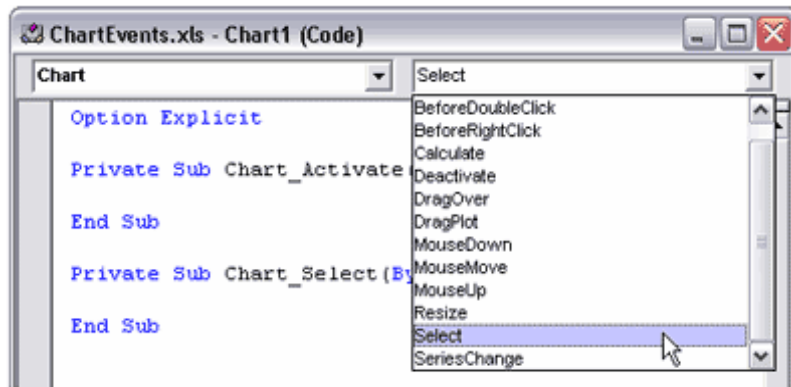 ChartEvents.xls - Chart1 (Code)
Chart
Select
Option Explicit
Private Sub Chart_Activate(
End Sub
Private Sub Chart_Select(By
End Sub
BeforeDoubleClick
BeforeRightClick
Calculate
Deactivate
DragOver
DragPlot
MouseDown
MouseMove
MouseUp
Resize
Select
SeriesChange